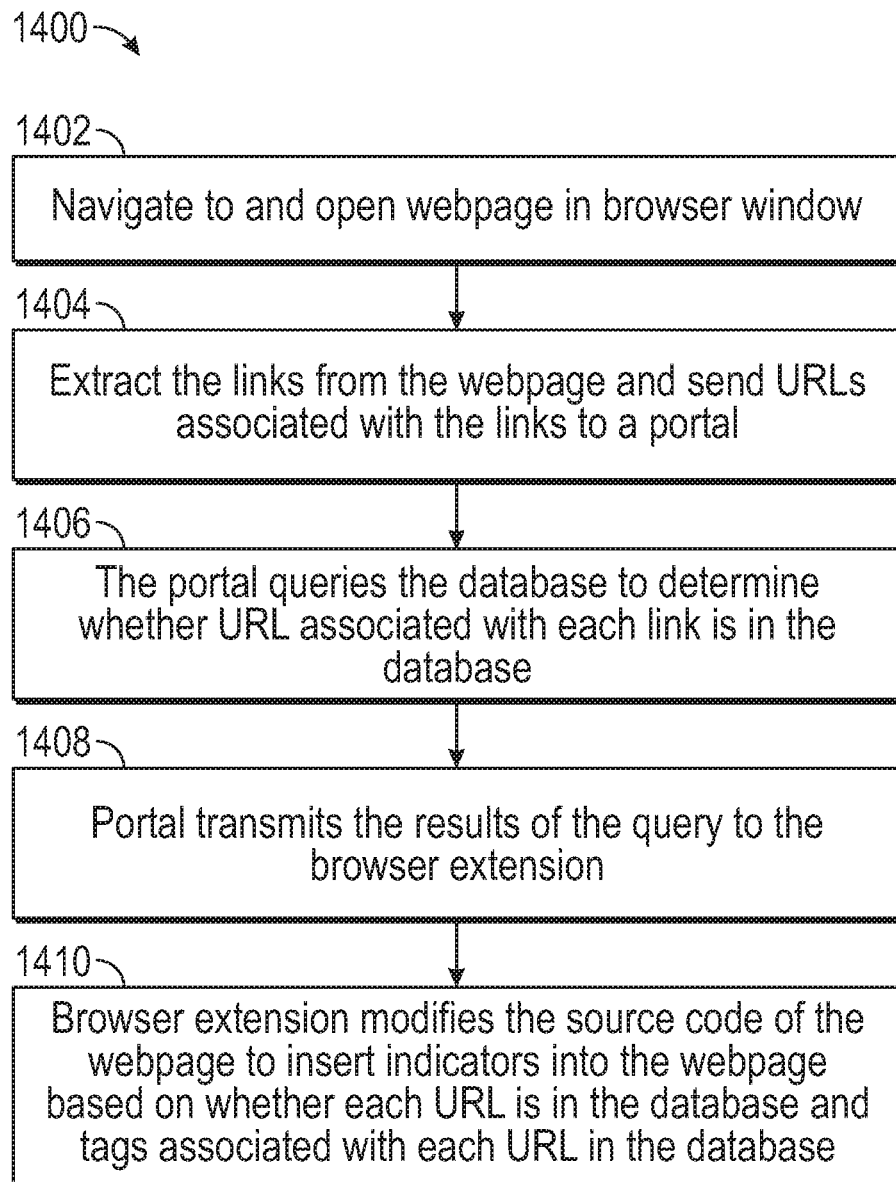 1400
1402
Navigate to and open webpage in browser window
1404
Extract the links from the webpage and send URLs
associated with the links to a portal
1406
The portal queries the database to determine
whether URL associated with each link is in the
database
1408
Portal transmits the results of the query to the
browser extension
1410
Browser extension modifies the source code of the
webpage to insert indicators into the webpage
based on whether each URL is in the database and
tags associated with each URL in the database